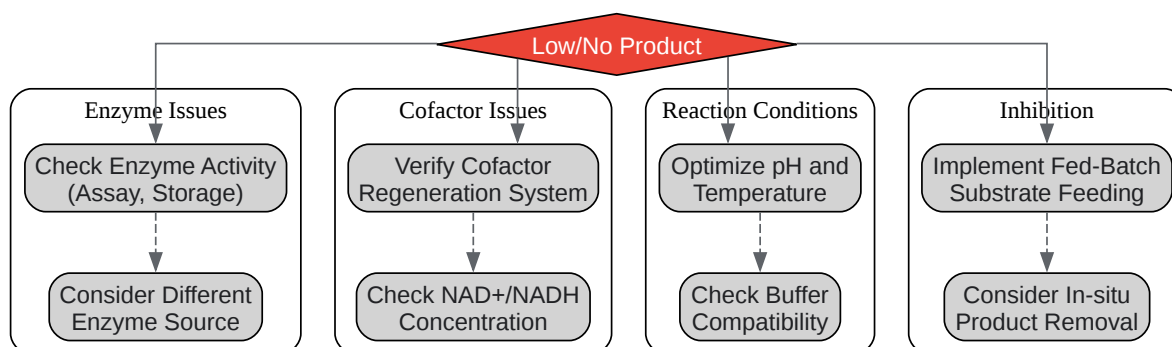 Low/No Product
Enzyme Issues
Check Enzyme Activity
(Assay, Storage)
Consider Different
Enzyme Source
Cofactor Issues
Verify Cofactor
Regeneration System
Check NAD+/NADH
Concentration
Reaction Conditions
Optimize pH and
Temperature
Check Buffer
Compatibility
Inhibition
Implement Fed-Batch
Substrate Feeding
Consider In-situ
Product Removal